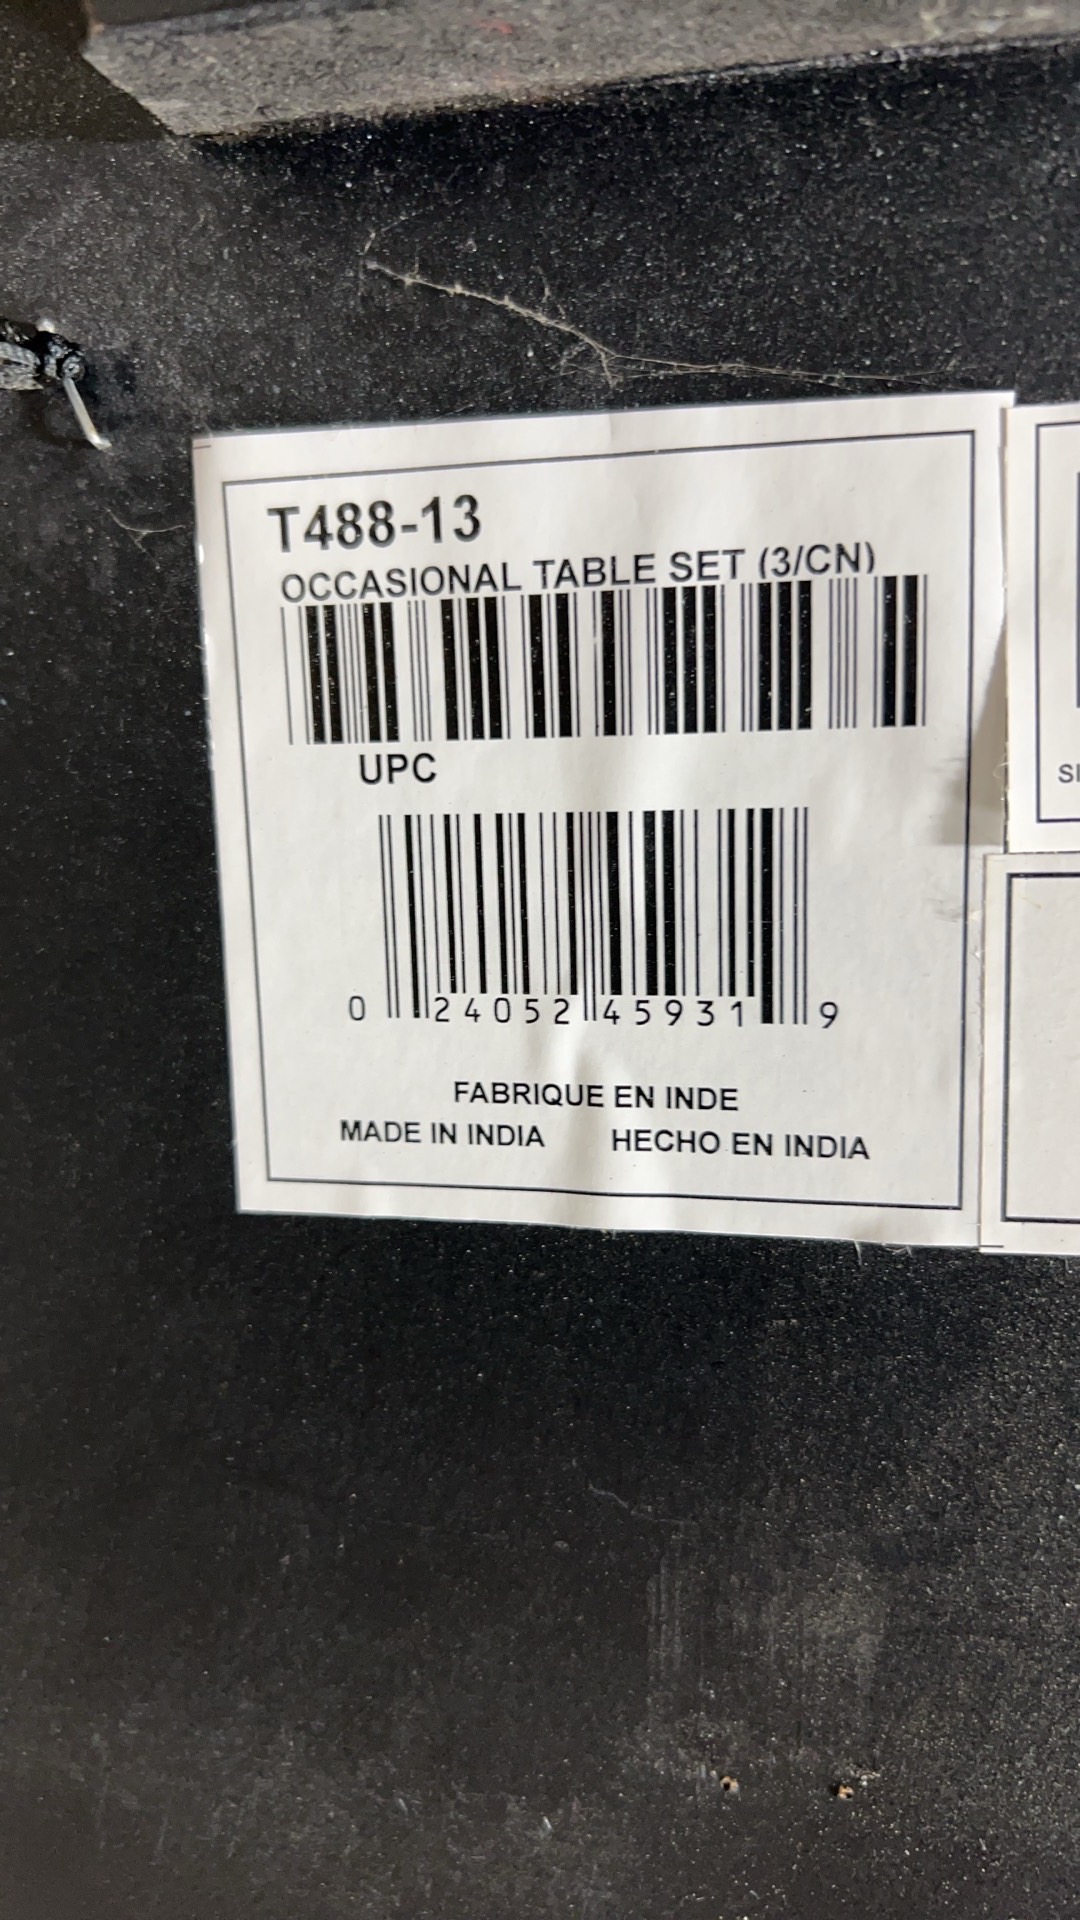 T488-13
OCCASIONAL TABLE SET (3/CN)
UPC
0 24052 45931 9
FABRIQUE EN INDE
MADE IN INDIA HECHO EN INDIA